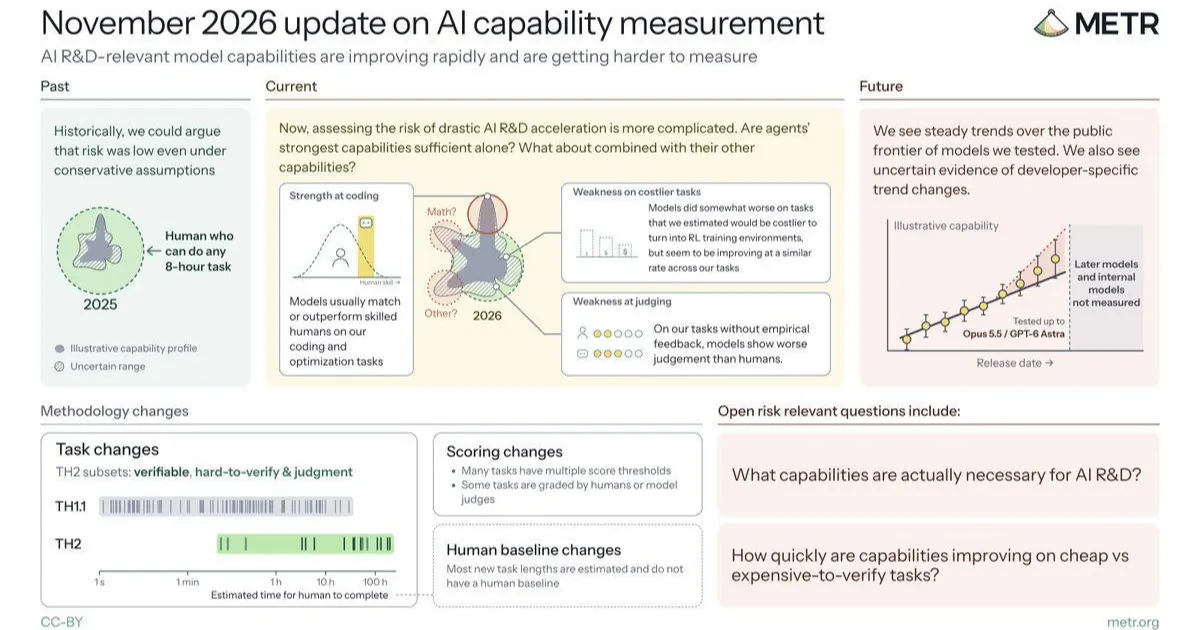 November 2026 update on AI capability measurement
METR
AI R&D-relevant model capabilities are improving rapidly and are getting harder to measure
Past
Historically, we could argue
that risk was low even under
conservative assumptions
Human who
can do any
8-hour task
2025
Illustrative capability profile
Uncertain range
Current
Now, assessing the risk of drastic AI R&D acceleration is more complicated. Are agents'
strongest capabilities sufficient alone? What about combined with their other
capabilities?
Strength at coding
Human skill →
Models usually match
or outperform skilled
humans on our
coding and
optimization tasks
Math?
Other?
2026
Weakness on costlier tasks
Models did somewhat worse on tasks
that we estimated would be costlier to
turn into RL training environments,
but seem to be improving at a similar
rate across our tasks
Weakness at judging
On our tasks without empirical
feedback, models show worse
judgement than humans.
Future
We see steady trends over the public
frontier of models we tested. We also see
uncertain evidence of developer-specific
trend changes.
Illustrative capability
Later models
and internal
models
not measured
Tested up to
Opus 5.5 / GPT-6 Astra
Release date →
Methodology changes
Task changes
TH2 subsets: verifiable, hard-to-verify & judgment
TH1.1
TH2
1s
1 min
1 h
10 h
100 h
Estimated time for human to complete
Scoring changes
• Many tasks have multiple score thresholds
• Some tasks are graded by humans or model
judges
Human baseline changes
Most new task lengths are estimated and do not
have a human baseline
Open risk relevant questions include:
What capabilities are actually necessary for AI R&D?
How quickly are capabilities improving on cheap vs
expensive-to-verify tasks?
CC-BY
metr.org